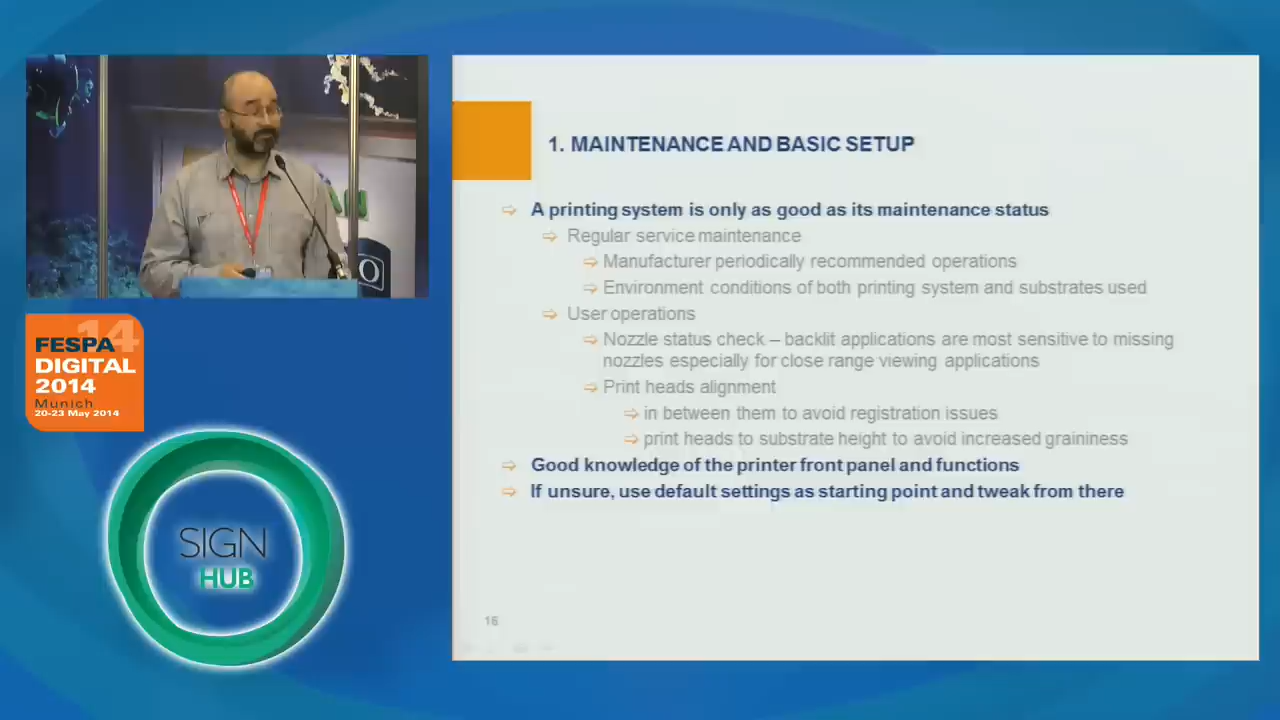 1. MAINTENANCE AND BASIC SETUP
A printing system is only as good as its maintenance status
Regular service maintenance
Manufacturer periodically recommended operations
Environment conditions of both printing system and substrates used
User operations
Nozzle status check – backlit applications are most sensitive to missing
nozzles especially for close range viewing applications
Print heads alignment
in between them to avoid registration issues
print heads to substrate height to avoid increased graininess
Good knowledge of the printer front panel and functions
If unsure, use default settings as starting point and tweak from there
16
14
FESPA
DIGITAL
2014
Munich
20-23 May 2014
SIGN
HUB